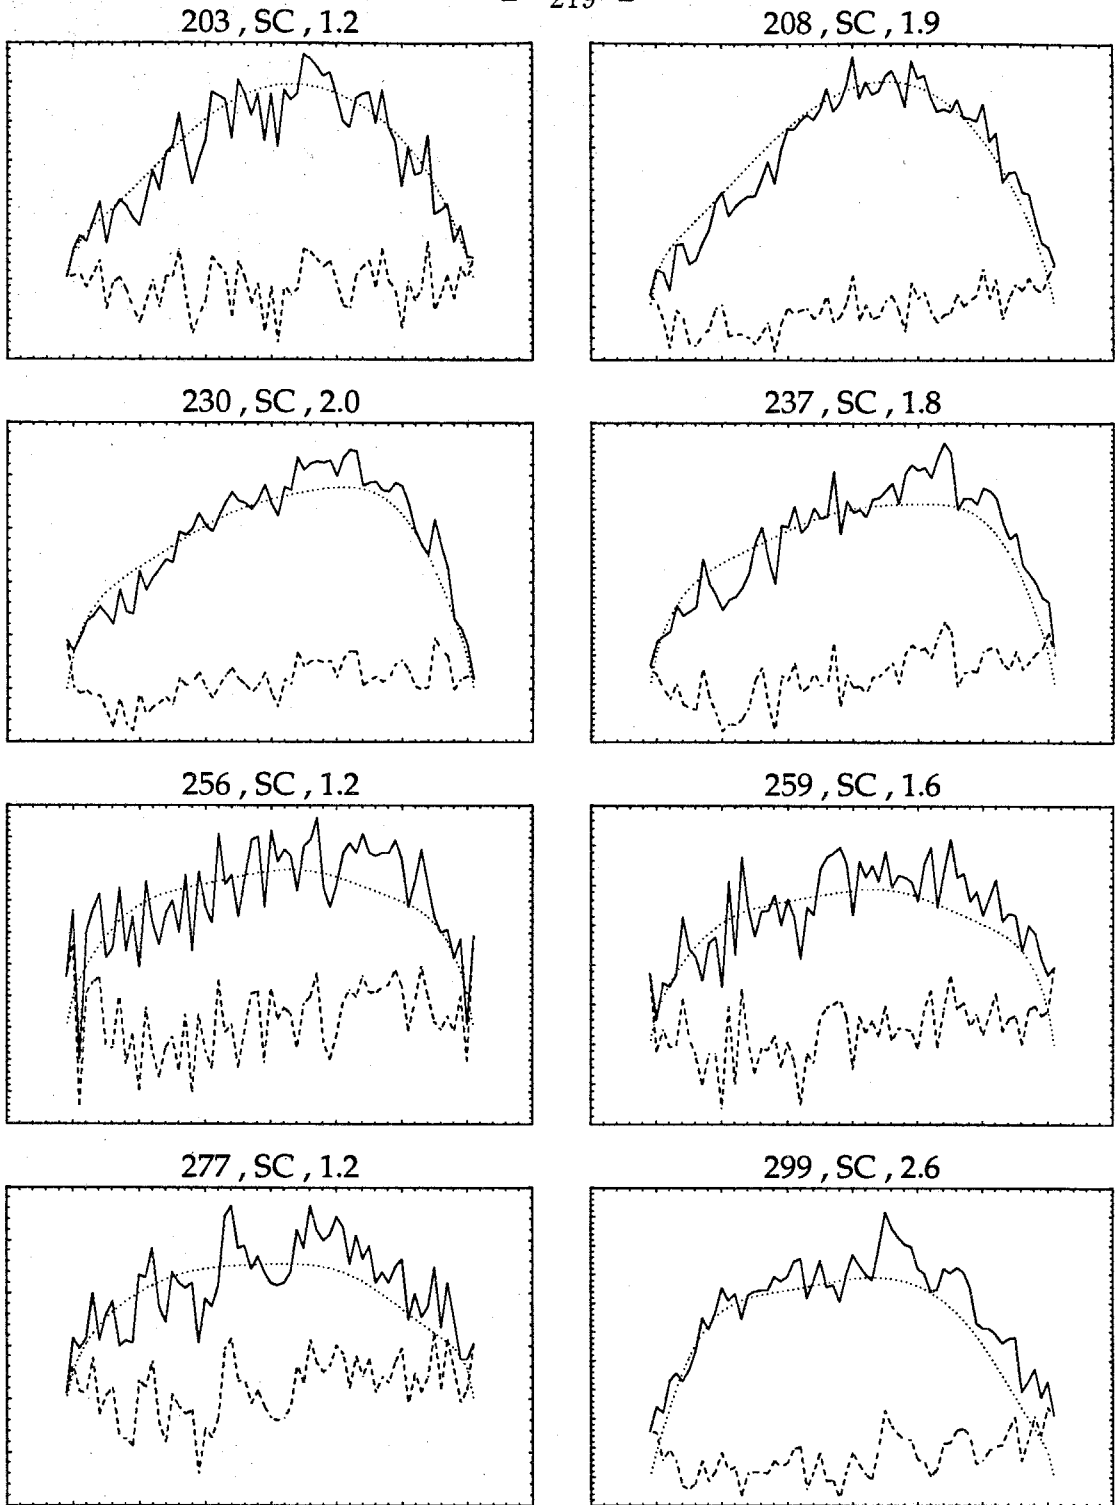 - 219 -
203 , SC , 1.2
208 , SC , 1.9
230 , SC , 2.0
237 , SC , 1.8
256 , SC , 1.2
259 , SC , 1.6
277 , SC , 1.2
299 , SC , 2.6